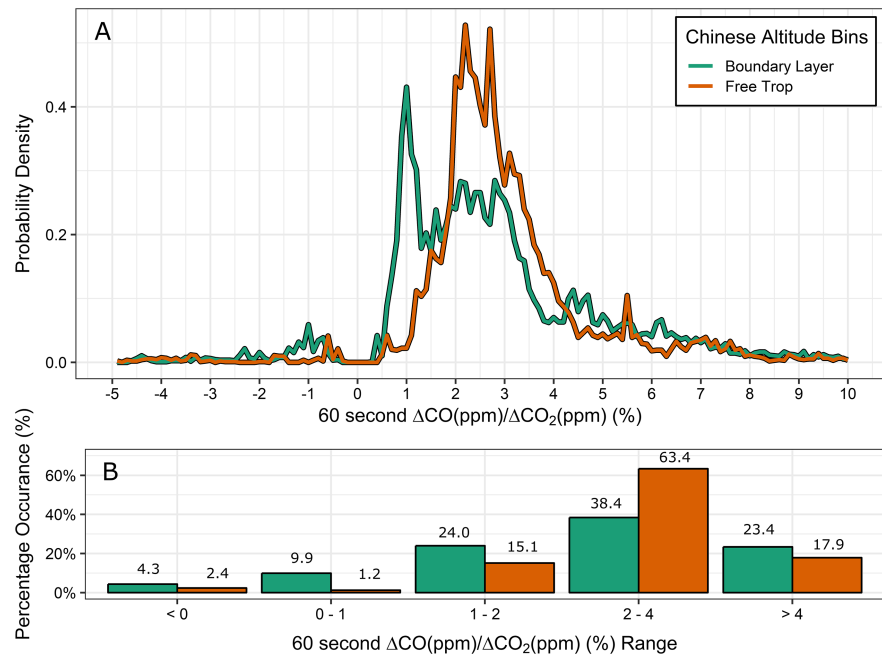 A
Chinese Altitude Bins
Boundary Layer
Free Trop
Probability Density
0.4
0.2
0.0
-5 -4 -3 -2 -1 0 1 2 3 4 5 6 7 8 9 10
60 second ΔCO(ppm)/ΔCO₂(ppm) (%)
B
Percentage Occurance (%)
60%
40%
20%
0%
4.3 2.4 9.9 1.2 24.0 15.1 38.4 63.4 23.4 17.9
< 0 0 - 1 1 - 2 2 - 4 > 4
60 second ΔCO(ppm)/ΔCO₂(ppm) (%) Range